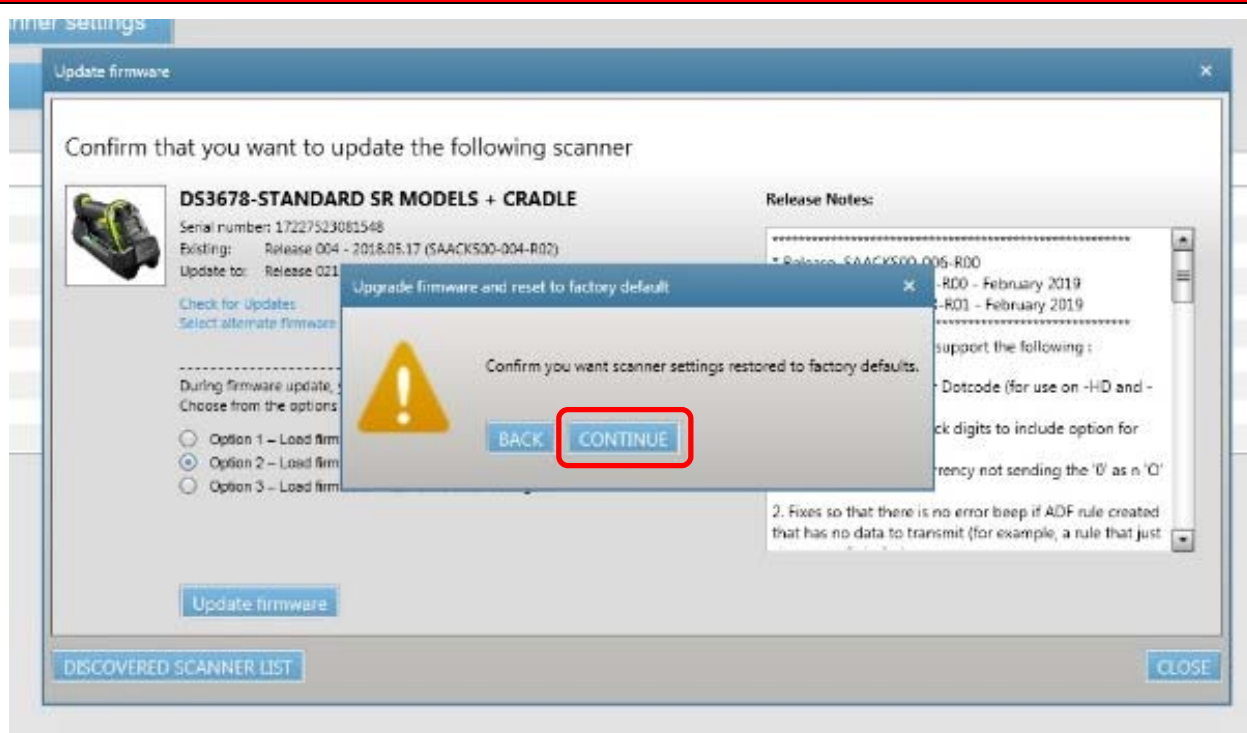 nner settings
Update firmware
Confirm that you want to update the following scanner
DS3678-STANDARD SR MODELS + CRADLE
Serial number: 17227523081548
Existing: Release 004 - 2018.05.17 (SAACKS00-004-R02)
Update to: Release 021
Check for Updates
Select alternate firmware
During firmware update,
Choose from the options
Option 1 – Load firm
Option 2 – Load firm
Option 3 – Load firm
Update firmware
Release Notes:
* Release SAACKS00-006-R00
-R00 - February 2019
-R01 - February 2019
support the following :
Dotcode (for use on -HD and -
ck digits to include option for
rency not sending the '0' as n 'O'
2. Fixes so that there is no error beep if ADF rule created
that has no data to transmit (for example, a rule that just
Upgrade firmware and reset to factory default
Confirm you want scanner settings restored to factory defaults.
BACK CONTINUE
DISCOVERED SCANNER LIST
CLOSE